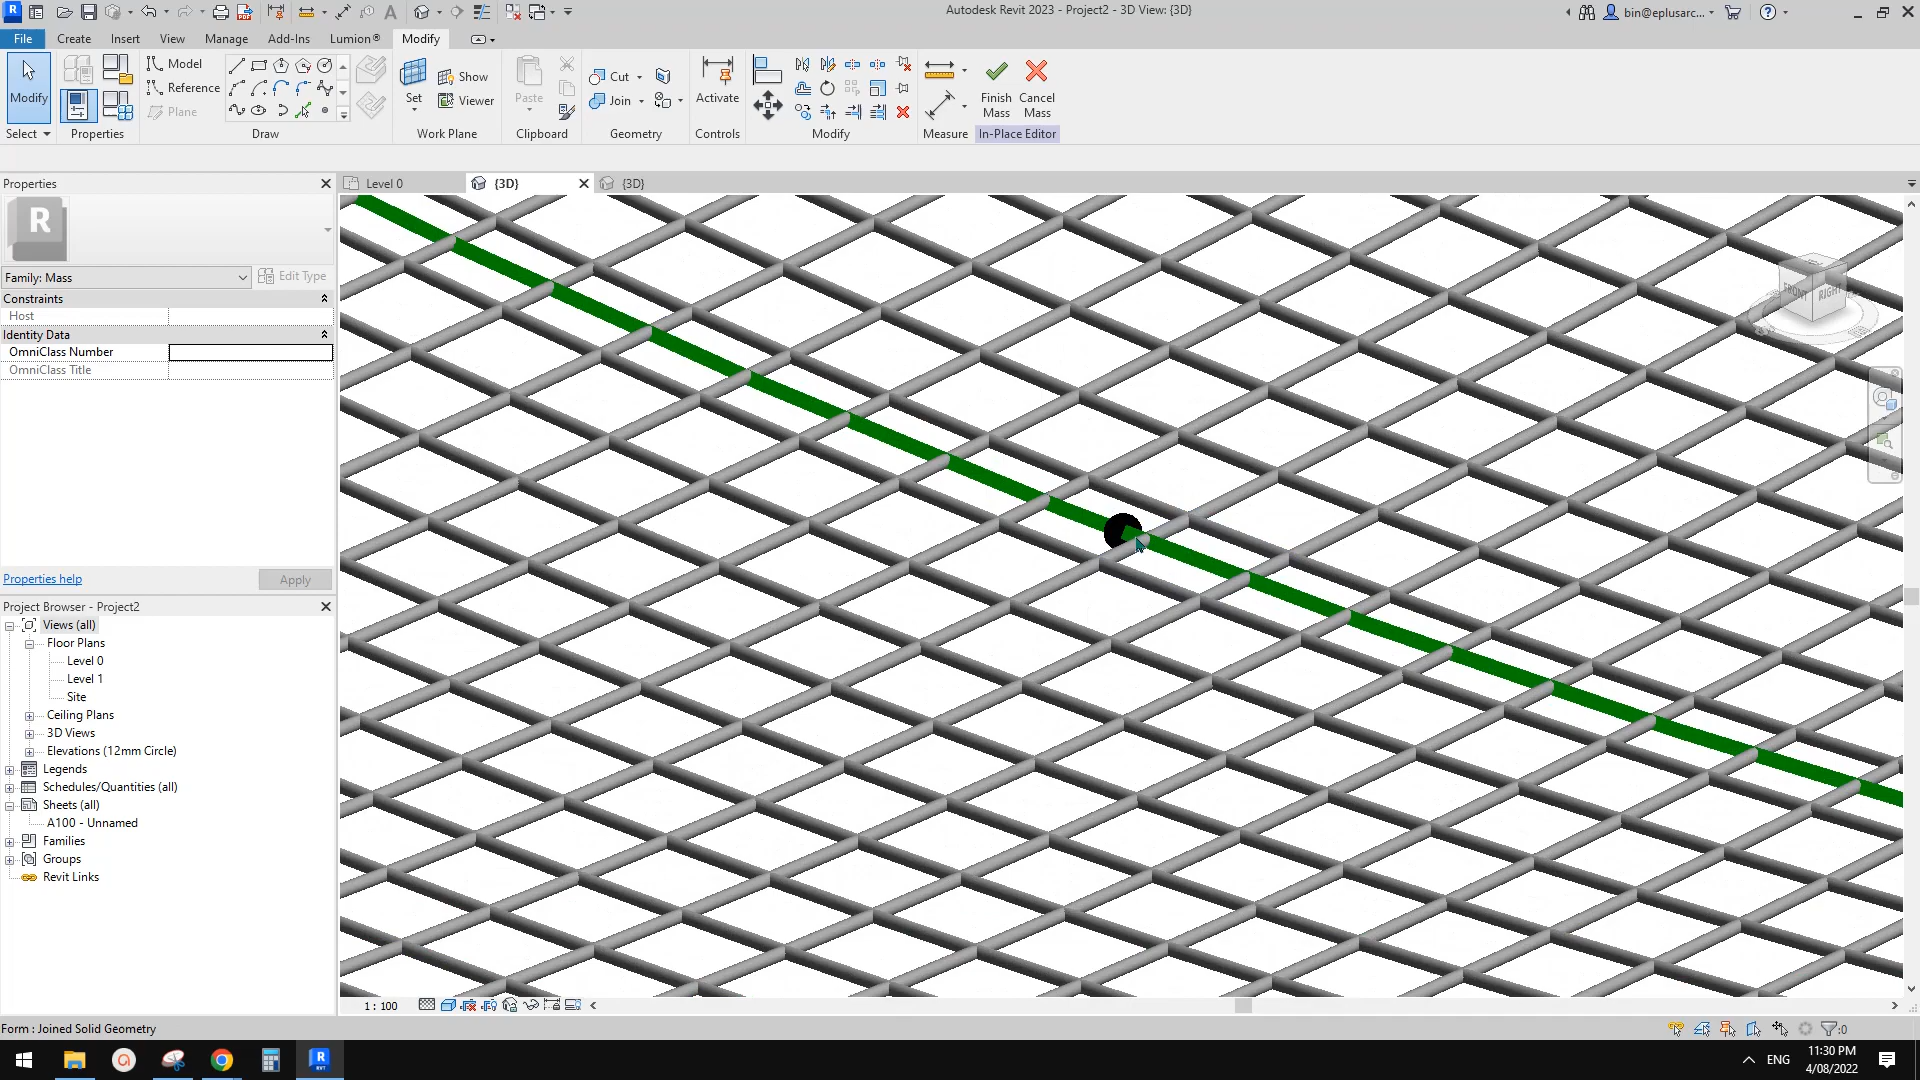 Autodesk Revit 2023 - Project2 - 3D View: {3D}
bin@eplusarc...
File
Create
Insert
View
Manage
Add-Ins
Lumion®
Modify
Modify
Select
Properties
Model
Reference
Plane
Draw
Set
Show
Viewer
Work Plane
Paste
Clipboard
Cut
Join
Geometry
Activate
Controls
Modify
Measure
Finish
Mass
Cancel
Mass
In-Place Editor
Properties
R
Family: Mass
Edit Type
Constraints
Host
Identity Data
OmniClass Number
OmniClass Title
Properties help
Apply
Level 0
{3D}
{3D}
FRONT
RIGHT
Project Browser - Project2
Views (all)
Floor Plans
Level 0
Level 1
Site
Ceiling Plans
3D Views
Elevations (12mm Circle)
Legends
Schedules/Quantities (all)
Sheets (all)
A100 - Unnamed
Families
Groups
Revit Links
1 : 100
Form : Joined Solid Geometry
:0
ENG
11:30 PM
4/08/2022